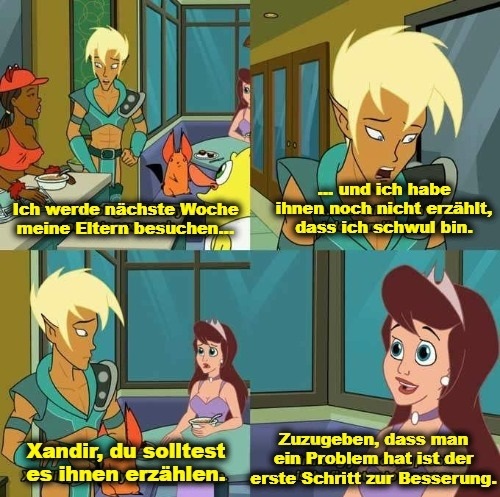 Ich werde nächste Woche
meine Eltern besuchen...
... und ich habe
ihnen noch nicht erzählt,
dass ich schwul bin.
Xandir, du solltest
es ihnen erzählen.
Zuzugeben, dass man
ein Problem hat ist der
erste Schritt zur Besserung.